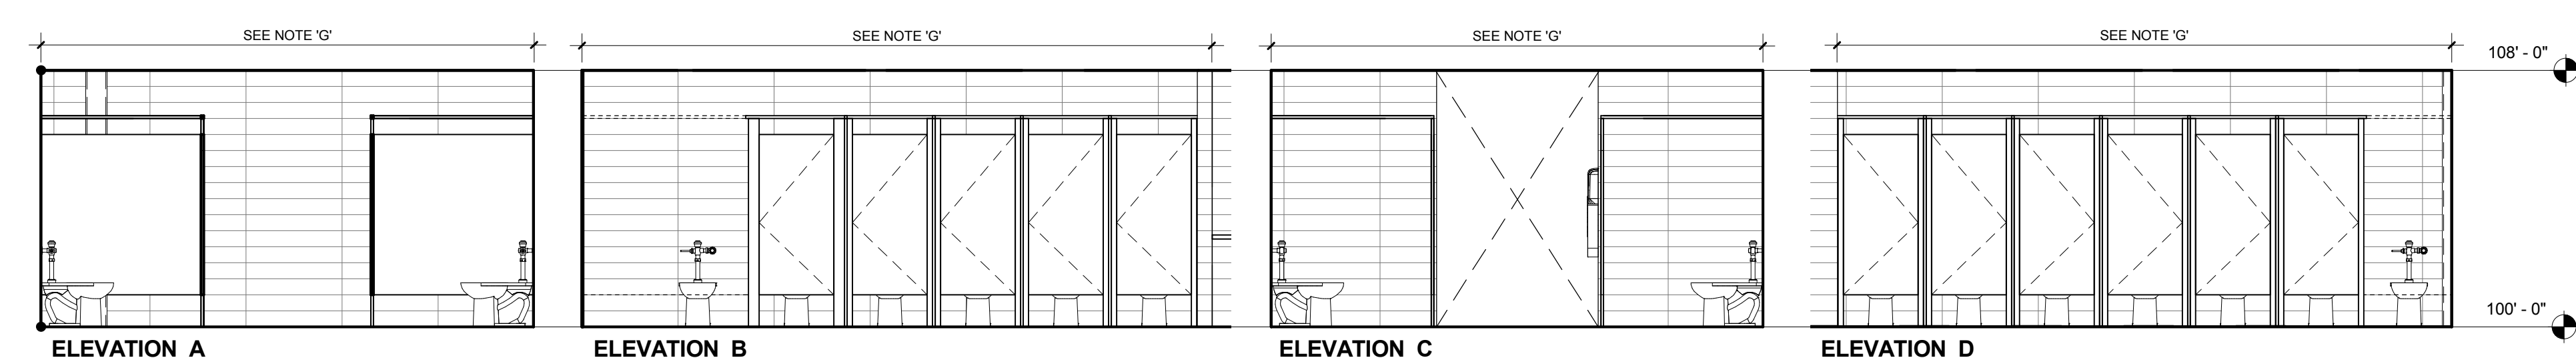 SEE NOTE 'G'
SEE NOTE 'G'
SEE NOTE 'G'
SEE NOTE 'G'
108' - 0"
100' - 0"
ELEVATION A
ELEVATION B
ELEVATION C
ELEVATION D